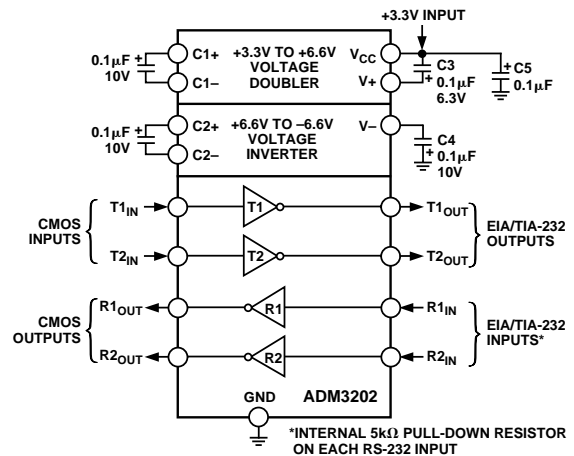 +3.3V INPUT
0.1µF
10V
+
C1+
C1–
+3.3V TO +6.6V
VOLTAGE
DOUBLER
VCC
V+
C3
+
0.1µF
6.3V
+
C5
0.1µF
0.1µF
10V
+
C2+
C2–
+6.6V TO –6.6V
VOLTAGE
INVERTER
V–
C4
+
0.1µF
10V
CMOS
INPUTS
T1IN
T2IN
T1
T2
T1OUT
T2OUT
EIA/TIA-232
OUTPUTS
CMOS
OUTPUTS
R1OUT
R2OUT
R1
R2
R1IN
R2IN
EIA/TIA-232
INPUTS*
GND
ADM3202
*INTERNAL 5kΩ PULL-DOWN RESISTOR
ON EACH RS-232 INPUT